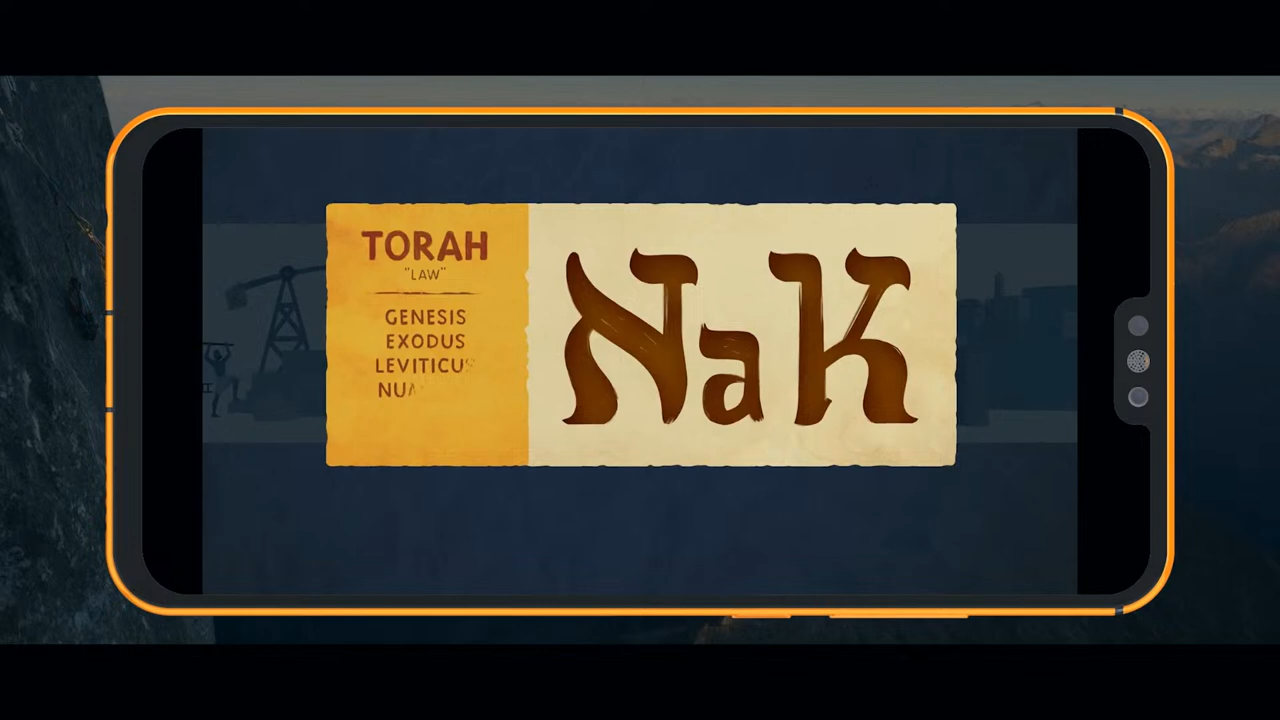 TORAH
"LAW"
GENESIS
EXODUS
LEVITICUS
NaK